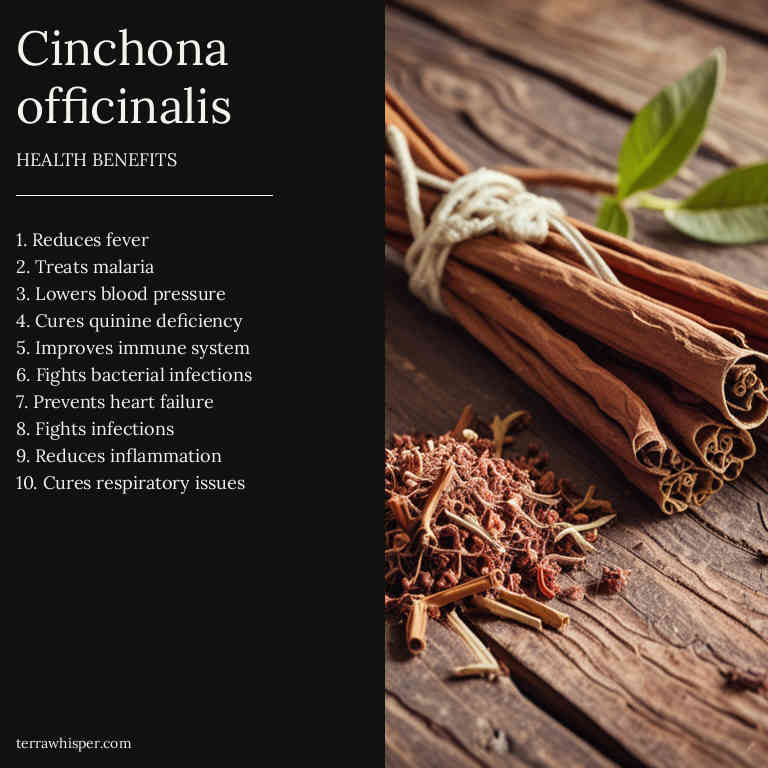 Cinchona
officinalis
HEALTH BENEFITS
1. Reduces fever
2. Treats malaria
3. Lowers blood pressure
4. Cures quinine deficiency
5. Improves immune system
6. Fights bacterial infections
7. Prevents heart failure
8. Fights infections
9. Reduces inflammation
10. Cures respiratory issues
terrawhisper.com